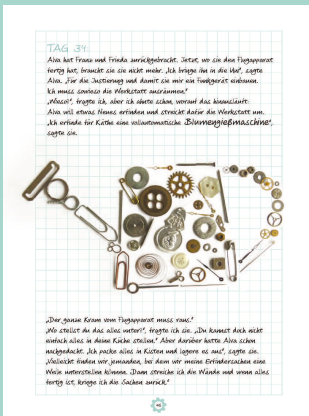 TAG 34:
Alva hat Franz und Frieda zurückgebracht. Jetzt, wo sie den Flugapparat
fertig hat, braucht sie sie nicht mehr. „Ich bringe ihn in die Uni“, sagte
Alva. „Für die Justierung und damit sie mir ein Funkgerät einbauen.
Ich muss sowieso die Werkstatt ausräumen.“
„Wieso?“, fragte ich, aber ich ahnte schon, worauf das hinausläuft:
Alva will etwas Neues erfinden und streicht dafür die Werkstatt um.
„Ich erfinde für Käthe eine vollautomatische Blumengießmaschine“,
sagte sie.
„Der ganze Kram vom Flugapparat muss raus.“
„Wo stellst du das alles unter?“, fragte ich sie. „Du kannst doch nicht
einfach alles in deine Küche stellen.“ Aber darüber hatte Alva schon
nachgedacht. „Ich packe alles in Kisten und lagere es aus“, sagte sie.
„Vielleicht finden wir jemanden, bei dem wir meine Erfindersachen eine
Weile unterstellen können. Dann streiche ich die Wände und wenn alles
fertig ist, kriege ich die Sachen zurück.“